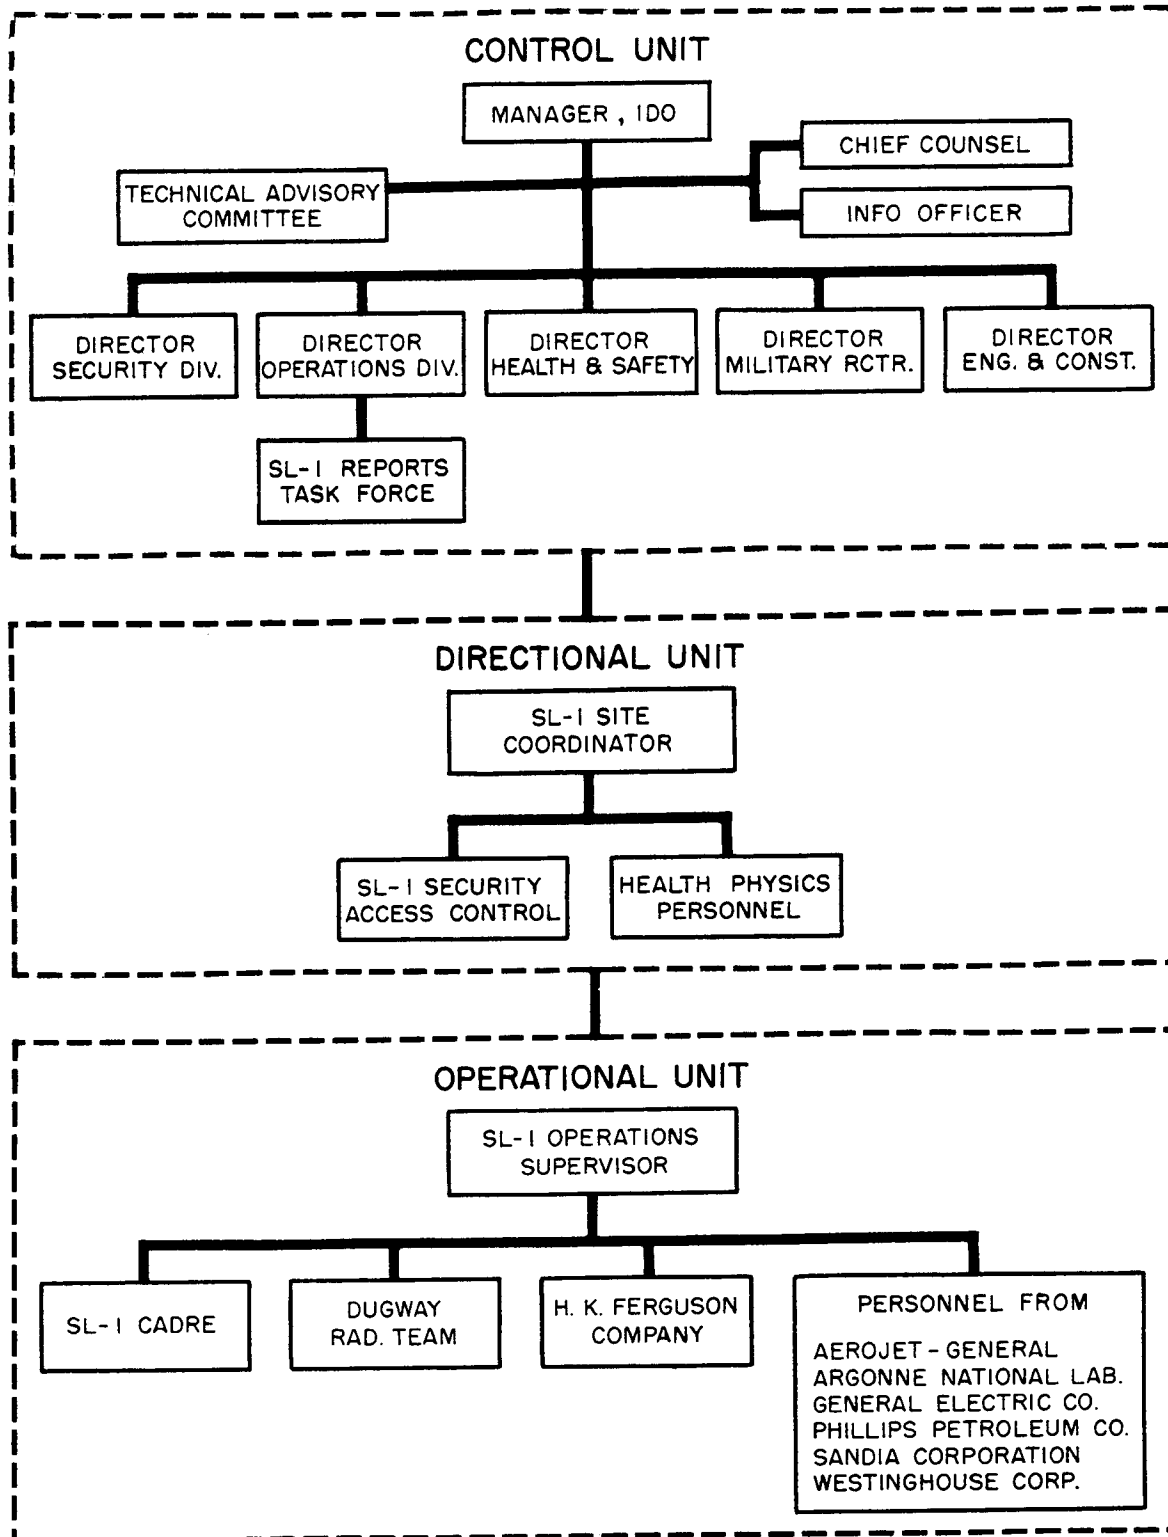 CONTROL UNIT
MANAGER, IDO
CHIEF COUNSEL
TECHNICAL ADVISORY
COMMITTEE
INFO OFFICER
DIRECTOR
SECURITY DIV.
DIRECTOR
OPERATIONS DIV.
DIRECTOR
HEALTH & SAFETY
DIRECTOR
MILITARY RCTR.
DIRECTOR
ENG. & CONST.
SL-1 REPORTS
TASK FORCE
DIRECTIONAL UNIT
SL-1 SITE
COORDINATOR
SL-1 SECURITY
ACCESS CONTROL
HEALTH PHYSICS
PERSONNEL
OPERATIONAL UNIT
SL-1 OPERATIONS
SUPERVISOR
SL-1 CADRE
DUGWAY
RAD. TEAM
H. K. FERGUSON
COMPANY
PERSONNEL FROM
AEROJET-GENERAL
ARGONNE NATIONAL LAB.
GENERAL ELECTRIC CO.
PHILLIPS PETROLEUM CO.
SANDIA CORPORATION
WESTINGHOUSE CORP.